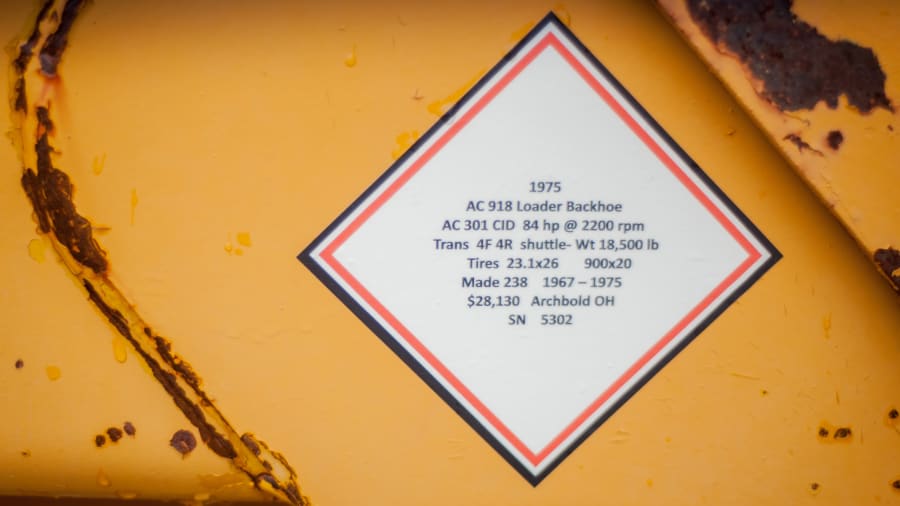 1975
AC 918 Loader Backhoe
AC 301 CID 84 hp @ 2200 rpm
Trans 4F 4R shuttle- Wt 18,500 lb
Tires 23.1x26 900x20
Made 238 1967 – 1975
$28,130 Archbold OH
SN 5302